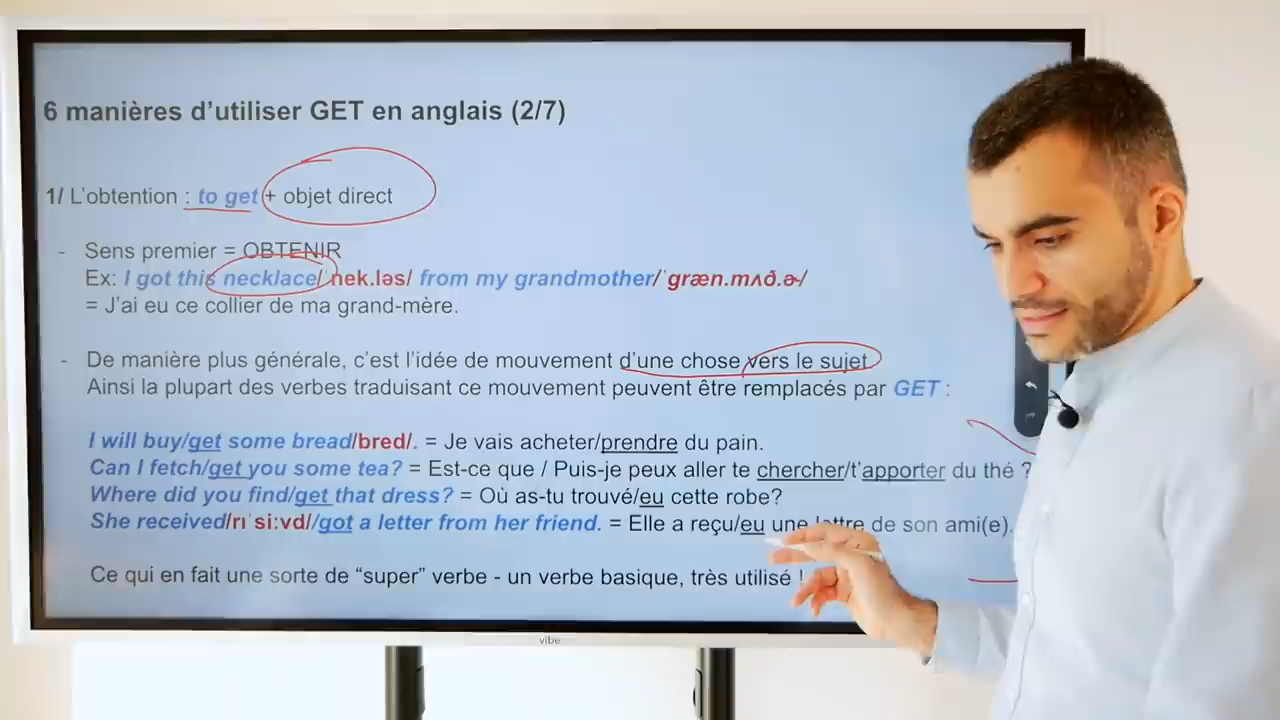 6 manières d’utiliser GET en anglais (2/7)
1/ L’obtention : to get + objet direct
- Sens premier = OBTENIR
Ex: I got this necklace/ˈnek.ləs/ from my grandmother/ˈɡræn.mʌð.ɚ/
= J’ai eu ce collier de ma grand-mère.
- De manière plus générale, c’est l’idée de mouvement d’une chose vers le sujet
Ainsi la plupart des verbes traduisant ce mouvement peuvent être remplacés par GET :
I will buy/get some bread/bred/. = Je vais acheter/prendre du pain.
Can I fetch/get you some tea? = Est-ce que / Puis-je peux aller te chercher/t’apporter du thé ?
Where did you find/get that dress? = Où as-tu trouvé/eu cette robe?
She received/rɪˈsiːvd//got a letter from her friend. = Elle a reçu/eu une lettre de son ami(e).
Ce qui en fait une sorte de “super” verbe - un verbe basique, très utilisé !
vibe